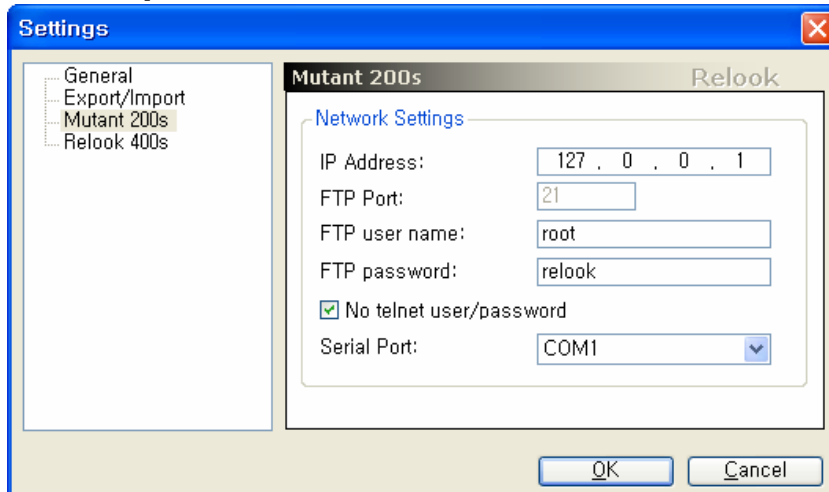 Settings
General
Export/Import
Mutant 200s
Relook 400s
Mutant 200s Relook
Network Settings
IP Address: 127 . 0 . 0 . 1
FTP Port: 21
FTP user name: root
FTP password: relook
No telnet user/password
Serial Port: COM1
OK Cancel